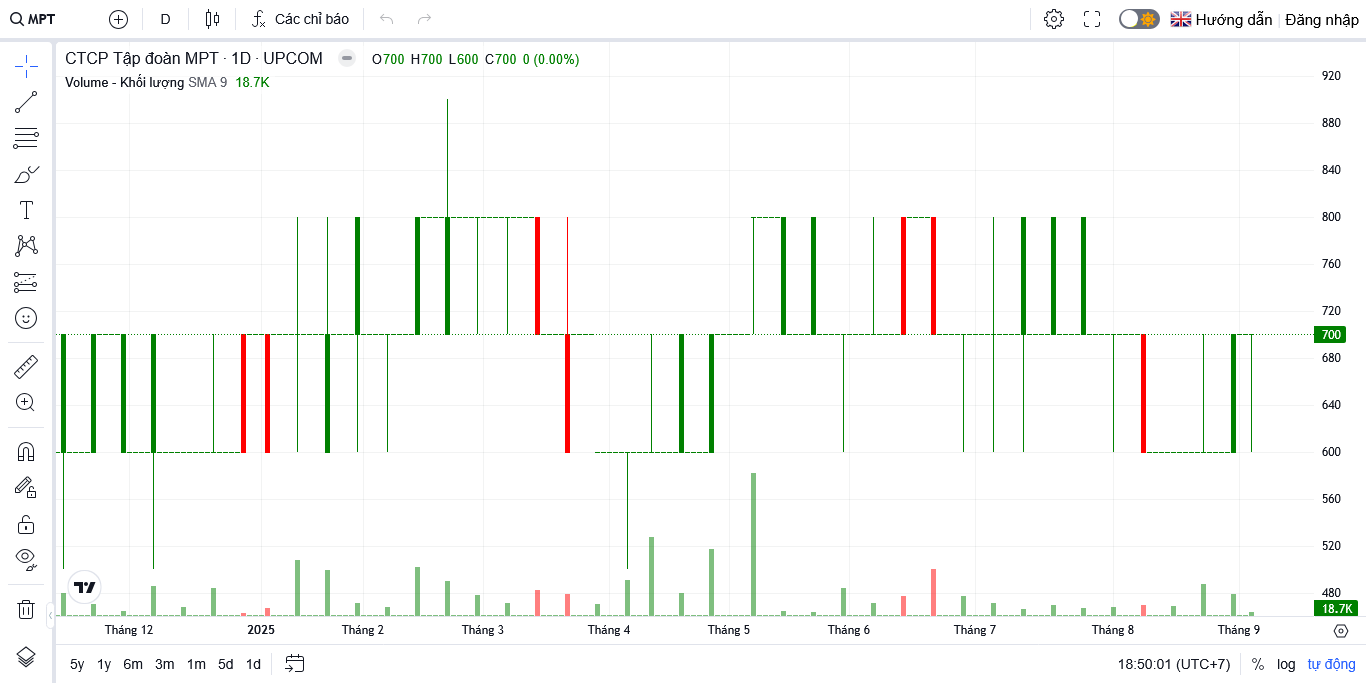 MPT D Các chỉ báo Hướng dẫn Đăng nhập
CTCP Tập đoàn MPT · 1D · UPCOM O700 H700 L600 C700 0 (0.00%)
Volume - Khối lượng SMA 9 18.7K
920
880
840
800
760
720
700
680
640
600
560
520
480
18.7K
Tháng 12 2025 Tháng 2 Tháng 3 Tháng 4 Tháng 5 Tháng 6 Tháng 7 Tháng 8 Tháng 9
5y 1y 6m 3m 1m 5d 1d 18:50:01 (UTC+7) % log tự động